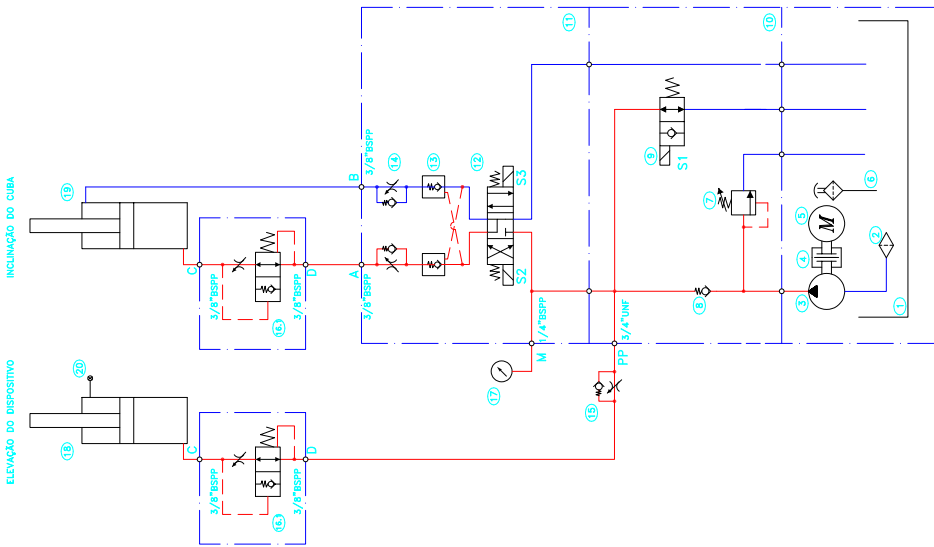 INCLINAÇÃO DO CUBA
ELEVAÇÃO DO DISPOSITIVO
19
20
18
C
3/8"BSPP
16.1
3/8"BSPP
D
C
3/8"BSPP
16.1
3/8"BSPP
D
3/8"BSPP
B
A
3/8"BSPP
14
13
12
S3
S2
11
10
9
S1
M
1/4"BSPP
17
PP
3/4"UNF
15
8
7
6
5
M
4
3
2
1